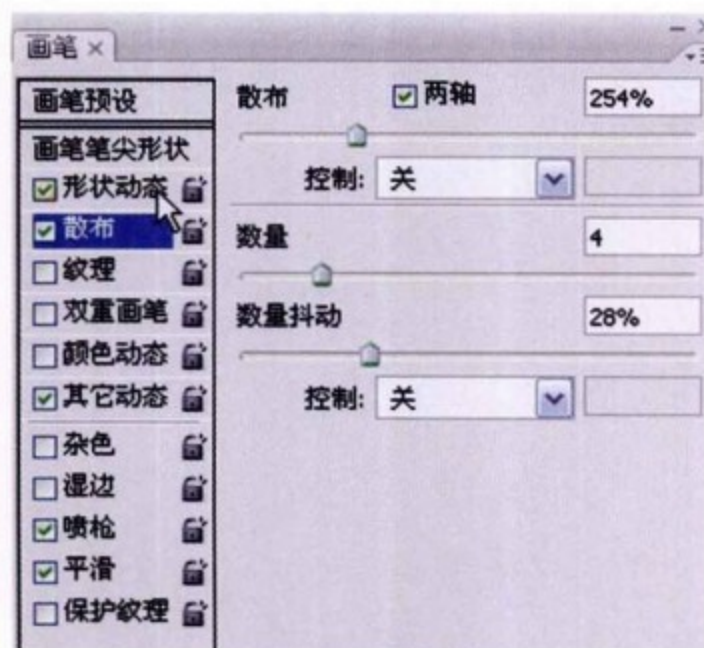 画笔 ×
画笔预设
画笔笔尖形状
形状动态
散布
纹理
双重画笔
颜色动态
其它动态
杂色
湿边
喷枪
平滑
保护纹理
散布 两轴 254%
控制: 关
数量 4
数量抖动 28%
控制: 关